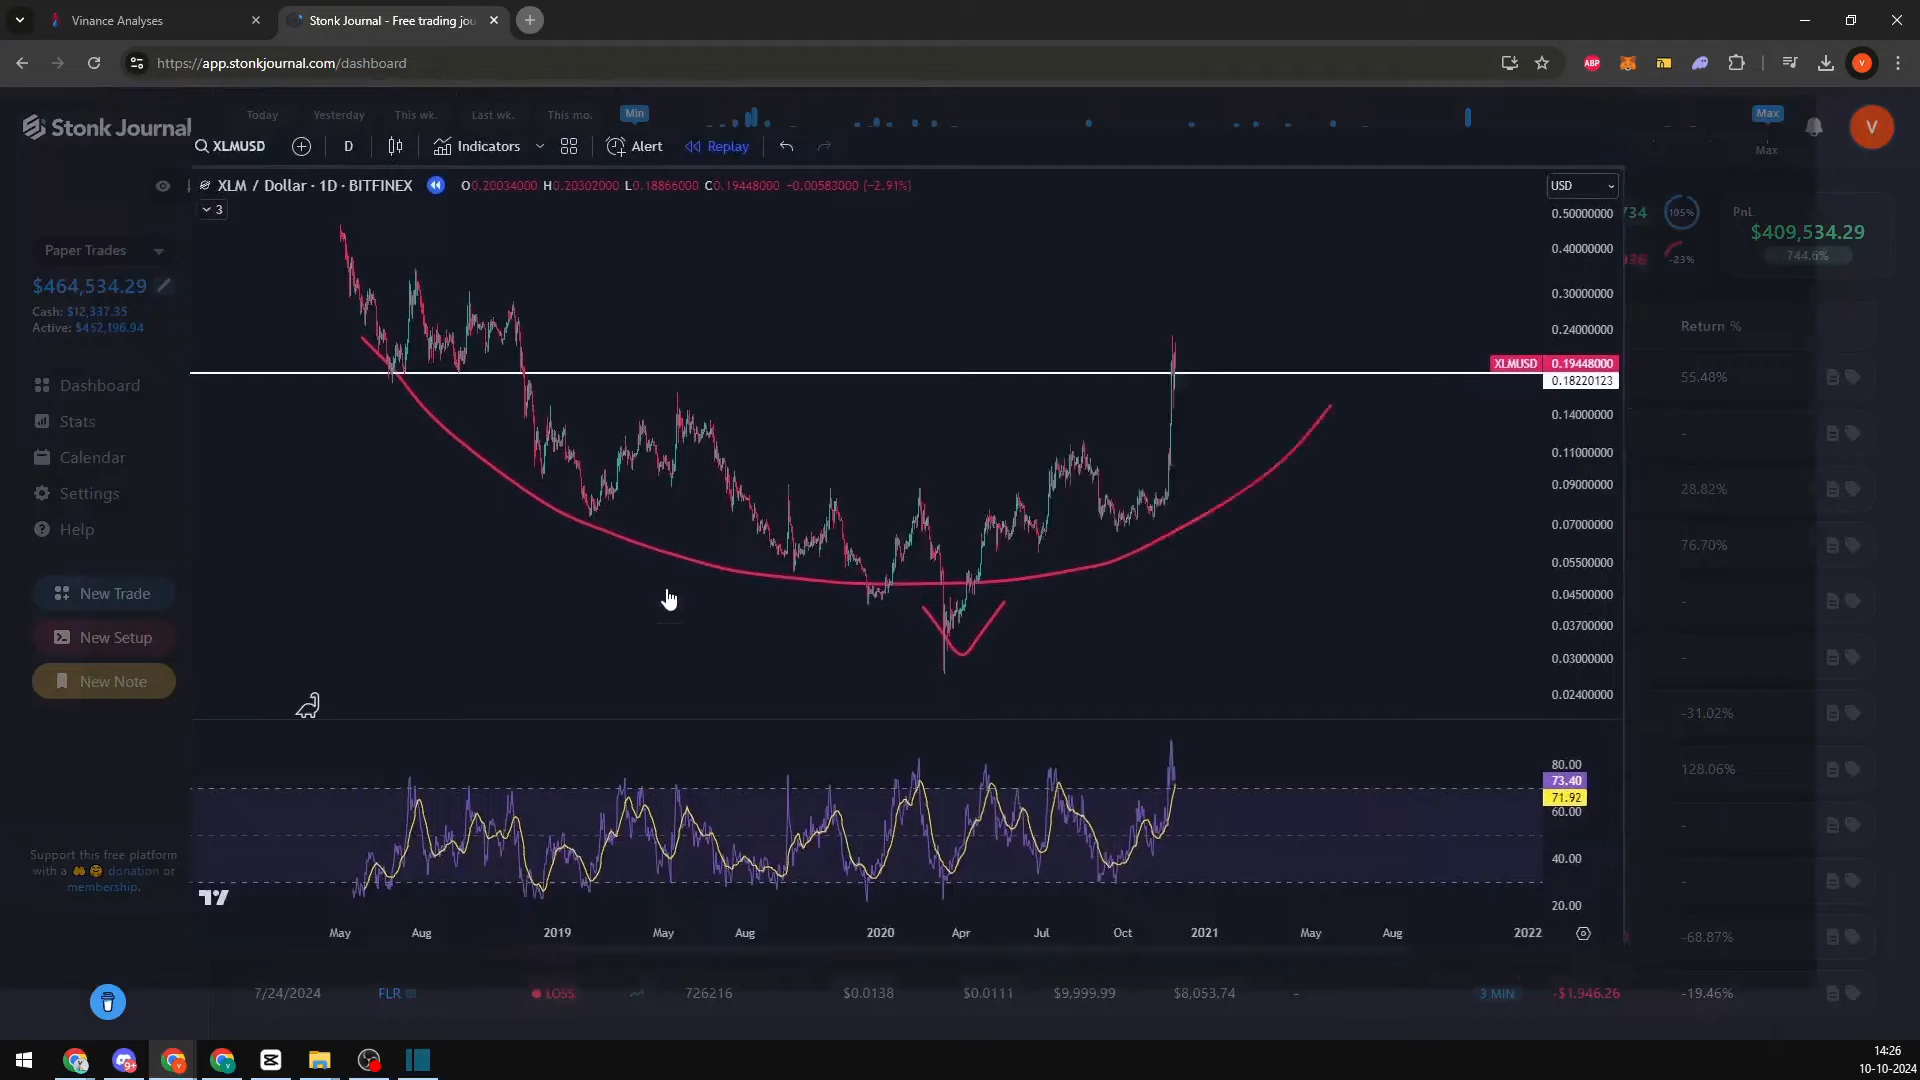 Vinance Analyses
Stonk Journal - Free trading jou
https://app.stonkjournal.com/dashboard
ABP
V
Stonk Journal
Today Yesterday This wk. Last wk. This mo. Min
Max
Max
V
XLMUSD D Indicators Alert Replay
XLM / Dollar · 1D · BITFINEX O0.20034000 H0.20302000 L0.18866000 C0.19448000 -0.00583000 (-2.91%)
3
USD
734 105% PnL
$409,534.29
744.6%
936 -23%
Paper Trades
$464,534.29
Cash: $12,337.35
Active: $452,196.94
Dashboard
Stats
Calendar
Settings
Help
New Trade
New Setup
New Note
Support this free platform
with a donation or
membership.
0.50000000
0.40000000
0.30000000
0.24000000
XLMUSD 0.19448000
0.18220123
0.14000000
0.11000000
0.09000000
0.07000000
0.05500000
0.04500000
0.03700000
0.03000000
0.02400000
80.00
73.40
71.92
60.00
40.00
20.00
May Aug 2019 May Aug 2020 Apr Jul Oct 2021 May Aug 2022
Return %
55.48%
-
28.82%
76.70%
-
-
-31.02%
128.06%
-
-
-68.87%
7/24/2024 FLR LOSS 726216 $0.0138 $0.0111 $9,999.99 $8,053.74 - 3 MIN -$1,946.26 -19.46%
9+
14:26
10-10-2024